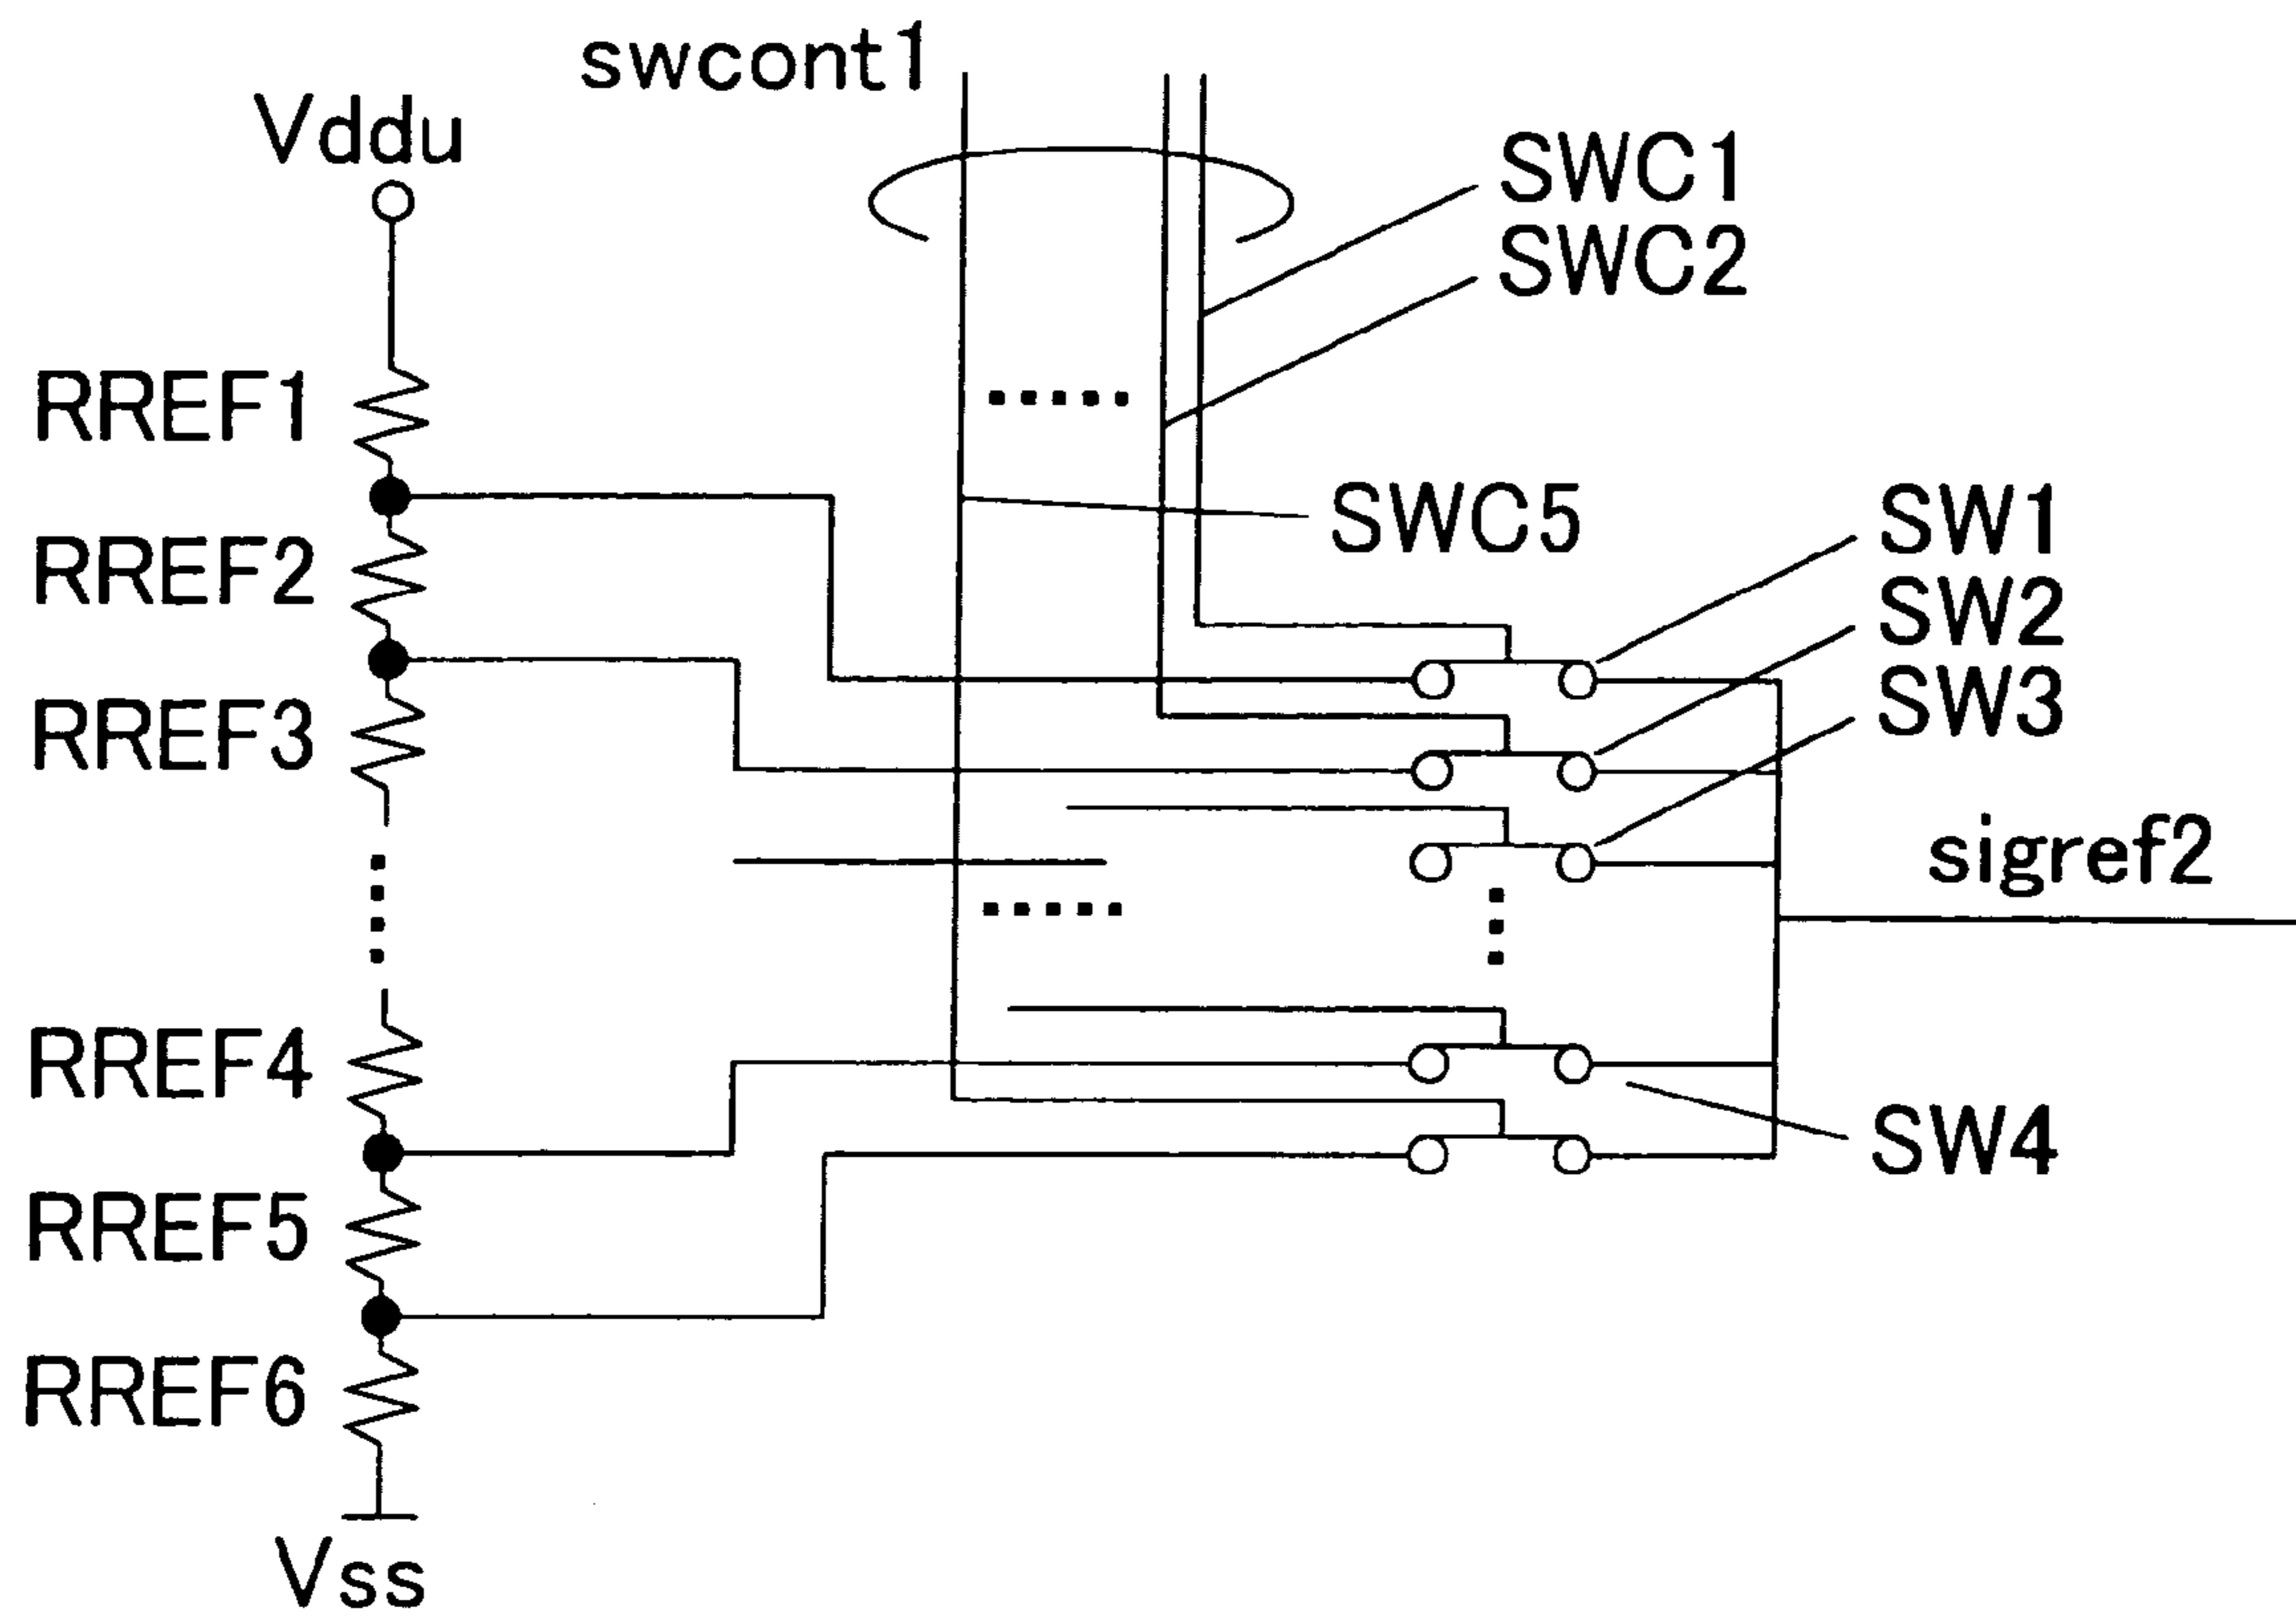 swcont1
Vddu
SWC1
SWC2
RREF1
SWC5
SW1
RREF2
SW2
SW3
RREF3
sigref2
RREF4
SW4
RREF5
RREF6
Vss